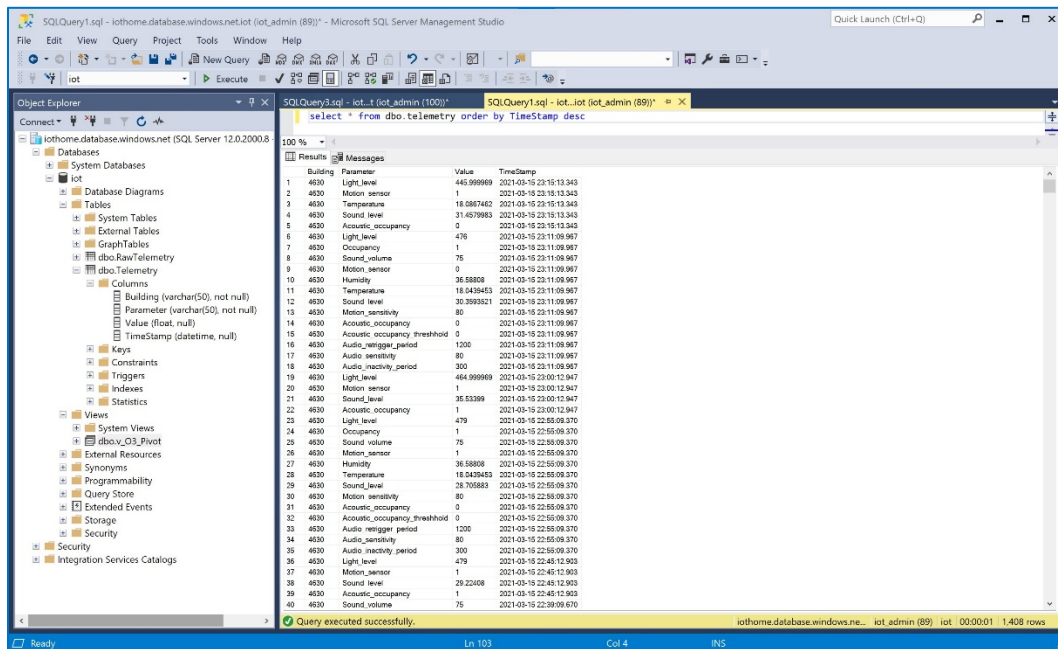 SQLQuery1.sql - iothome.database.windows.net.iot (iot_admin (89))* - Microsoft SQL Server Management Studio
Quick Launch (Ctrl+Q)
File Edit View Query Project Tools Window Help
New Query
iot
Execute
Object Explorer
SQLQuery3.sql - iot...t (iot_admin (100))*
SQLQuery1.sql - iot...iot (iot_admin (89))*
Connect
select * from dbo.telemetry order by TimeStamp desc
100 %
Results Messages
iothome.database.windows.net (SQL Server 12.0.2000.8 -
Databases
System Databases
iot
Database Diagrams
Tables
System Tables
External Tables
GraphTables
dbo.RawTelemetry
dbo.Telemetry
Columns
Building (varchar(50), not null)
Parameter (varchar(50), not null)
Value (float, null)
TimeStamp (datetime, null)
Keys
Constraints
Triggers
Indexes
Statistics
Views
System Views
dbo.v_O3_Pivot
External Resources
Synonyms
Programmability
Query Store
Extended Events
Storage
Security
Security
Integration Services Catalogs
Building Parameter Value TimeStamp
1 4630 Light_level 445.999969 2021-03-15 23:15:13.343
2 4630 Motion_sensor 1 2021-03-15 23:15:13.343
3 4630 Temperature 18.0867462 2021-03-15 23:15:13.343
4 4630 Sound_level 31.4579983 2021-03-15 23:15:13.343
5 4630 Acoustic_occupancy 0 2021-03-15 23:15:13.343
6 4630 Light_level 476 2021-03-15 23:11:09.967
7 4630 Occupancy 1 2021-03-15 23:11:09.967
8 4630 Sound_volume 75 2021-03-15 23:11:09.967
9 4630 Motion_sensor 0 2021-03-15 23:11:09.967
10 4630 Humidity 36.58808 2021-03-15 23:11:09.967
11 4630 Temperature 18.0439453 2021-03-15 23:11:09.967
12 4630 Sound level 30.3593521 2021-03-15 23:11:09.967
13 4630 Motion_sensitivity 80 2021-03-15 23:11:09.967
14 4630 Acoustic_occupancy 0 2021-03-15 23:11:09.967
15 4630 Acoustic_occupancy_threshhold 0 2021-03-15 23:11:09.967
16 4630 Audio_retrigger_period 1200 2021-03-15 23:11:09.967
17 4630 Audio_sensitivity 80 2021-03-15 23:11:09.967
18 4630 Audio_inactivity_period 300 2021-03-15 23:11:09.967
19 4630 Light_level 464.999969 2021-03-15 23:00:12.947
20 4630 Motion_sensor 1 2021-03-15 23:00:12.947
21 4630 Sound_level 35.53399 2021-03-15 23:00:12.947
22 4630 Acoustic_occupancy 1 2021-03-15 23:00:12.947
23 4630 Light_level 479 2021-03-15 22:55:09.370
24 4630 Occupancy 1 2021-03-15 22:55:09.370
25 4630 Sound volume 75 2021-03-15 22:55:09.370
26 4630 Motion_sensor 1 2021-03-15 22:55:09.370
27 4630 Humidity 36.58808 2021-03-15 22:55:09.370
28 4630 Temperature 18.0439453 2021-03-15 22:55:09.370
29 4630 Sound_level 28.705883 2021-03-15 22:55:09.370
30 4630 Motion sensitivity 80 2021-03-15 22:55:09.370
31 4630 Acoustic_occupancy 0 2021-03-15 22:55:09.370
32 4630 Acoustic_occupancy_threshhold 0 2021-03-15 22:55:09.370
33 4630 Audio retrigger period 1200 2021-03-15 22:55:09.370
34 4630 Audio_sensitivity 80 2021-03-15 22:55:09.370
35 4630 Audio_inactivity_period 300 2021-03-15 22:55:09.370
36 4630 Light_level 479 2021-03-15 22:45:12.903
37 4630 Motion_sensor 1 2021-03-15 22:45:12.903
38 4630 Sound level 29.22408 2021-03-15 22:45:12.903
39 4630 Acoustic_occupancy 1 2021-03-15 22:45:12.903
40 4630 Sound_volume 75 2021-03-15 22:39:09.670
Query executed successfully.
iothome.database.windows.ne... iot_admin (89) iot 00:00:01 1,408 rows
Ready Ln 103 Col 4 INS